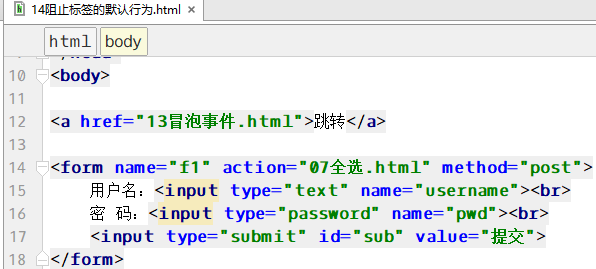 14阻止标签的默认行为.html ×
html body
10 <body>
11
12 <a href="13冒泡事件.html">跳转</a>
13
14 <form name="f1" action="07全选.html" method="post">
15 用户名：<input type="text" name="username"><br>
16 密 码：<input type="password" name="pwd"><br>
17 <input type="submit" id="sub" value="提交">
18 </form>